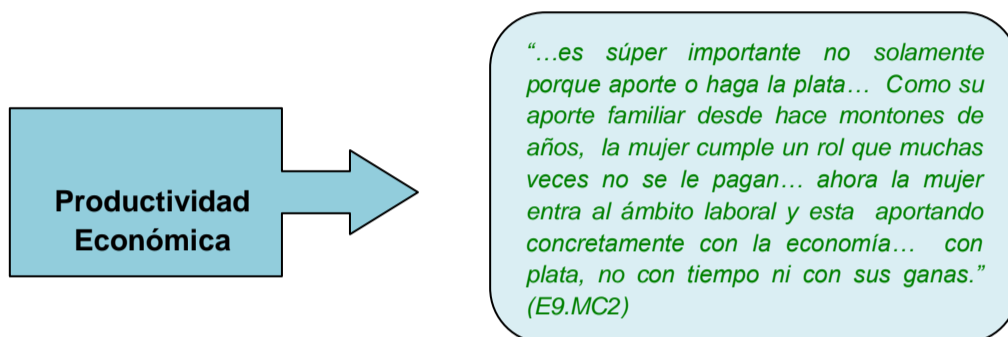 Productividad
Económica
“…es súper importante no solamente
porque aporte o haga la plata… Como su
aporte familiar desde hace montones de
años, la mujer cumple un rol que muchas
veces no se le pagan… ahora la mujer
entra al ámbito laboral y esta aportando
concretamente con la economía… con
plata, no con tiempo ni con sus ganas.”
(E9.MC2)